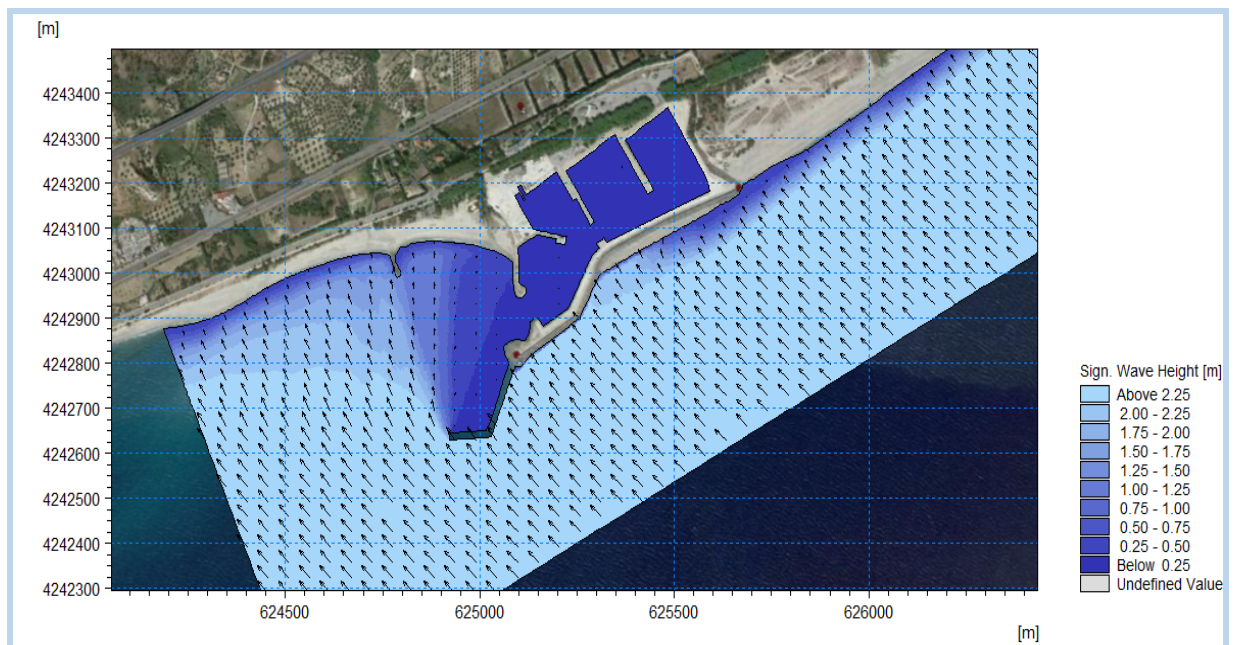 [m]
4243400
4243300
4243200
4243100
4243000
4242900
4242800
4242700
4242600
4242500
4242400
4242300
624500 625000 625500 626000
[m]
Sign. Wave Height [m]
Above 2.25
2.00 - 2.25
1.75 - 2.00
1.50 - 1.75
1.25 - 1.50
1.00 - 1.25
0.75 - 1.00
0.50 - 0.75
0.25 - 0.50
Below 0.25
Undefined Value